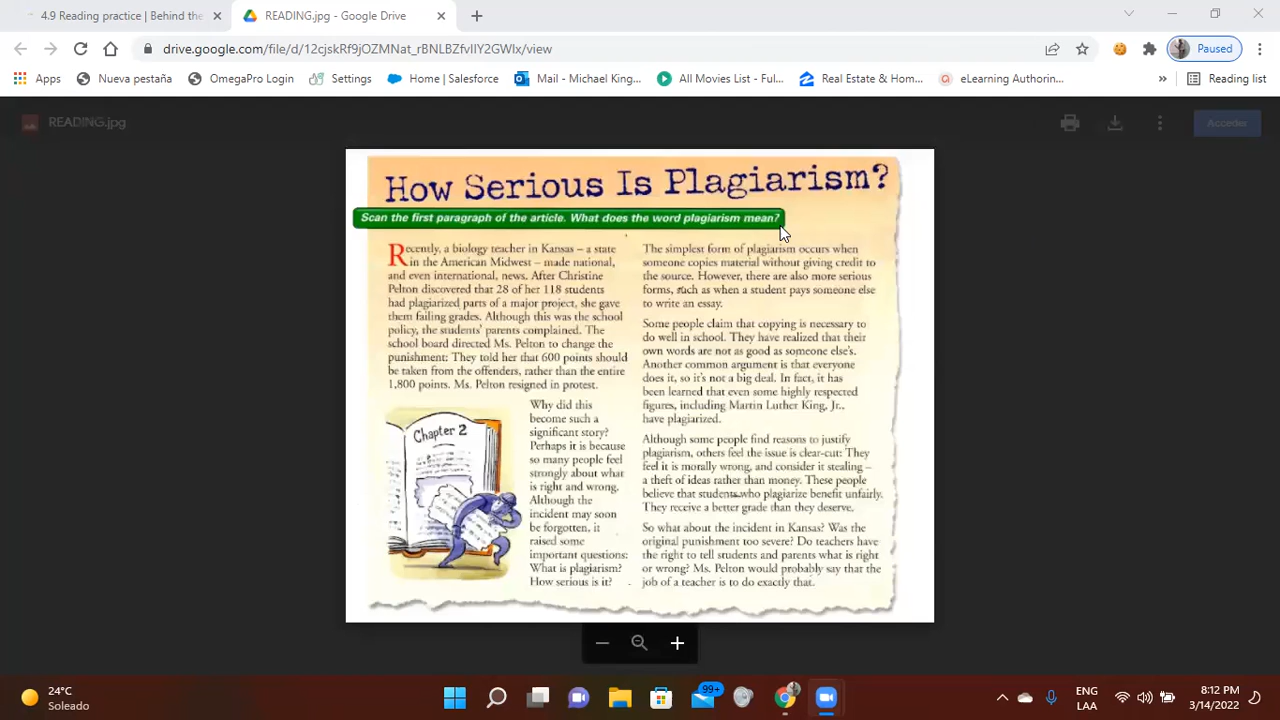 4.9 Reading practice | Behind the
READING.jpg - Google Drive
drive.google.com/file/d/12cjskRf9jOZMNat_rBNLBZfvIlY2GWlx/view
Paused
Apps
Nueva pestaña
OmegaPro Login
Settings
Home | Salesforce
Mail - Michael King...
All Movies List - Ful...
Real Estate & Hom...
eLearning Authorin...
»
Reading list
READING.jpg
Acceder
How Serious Is Plagiarism?
Scan the first paragraph of the article. What does the word plagiarism mean?
Recently, a biology teacher in Kansas – a state
in the American Midwest – made national,
and even international, news. After Christine
Pelton discovered that 28 of her 118 students
had plagiarized parts of a major project, she gave
them failing grades. Although this was the school
policy, the students' parents complained. The
school board directed Ms. Pelton to change the
punishment: They told her that 600 points should
be taken from the offenders, rather than the entire
1,800 points. Ms. Pelton resigned in protest.
Why did this
become such a
significant story?
Perhaps it is because
so many people feel
strongly about what
is right and wrong.
Although the
incident may soon
be forgotten, it
raised some
important questions:
What is plagiarism?
How serious is it?
Chapter 2
The simplest form of plagiarism occurs when
someone copies material without giving credit to
the source. However, there are also more serious
forms, such as when a student pays someone else
to write an essay.
Some people claim that copying is necessary to
do well in school. They have realized that their
own words are not as good as someone else's.
Another common argument is that everyone
does it, so it's not a big deal. In fact, it has
been learned that even some highly respected
figures, including Martin Luther King, Jr.,
have plagiarized.
Although some people find reasons to justify
plagiarism, others feel the issue is clear-cut: They
feel it is morally wrong, and consider it stealing –
a theft of ideas rather than money. These people
believe that students who plagiarize benefit unfairly.
They receive a better grade than they deserve.
So what about the incident in Kansas? Was the
original punishment too severe? Do teachers have
the right to tell students and parents what is right
or wrong? Ms. Pelton would probably say that the
job of a teacher is to do exactly that.
24°C
Soleado
99+
ENG
LAA
8:12 PM
3/14/2022